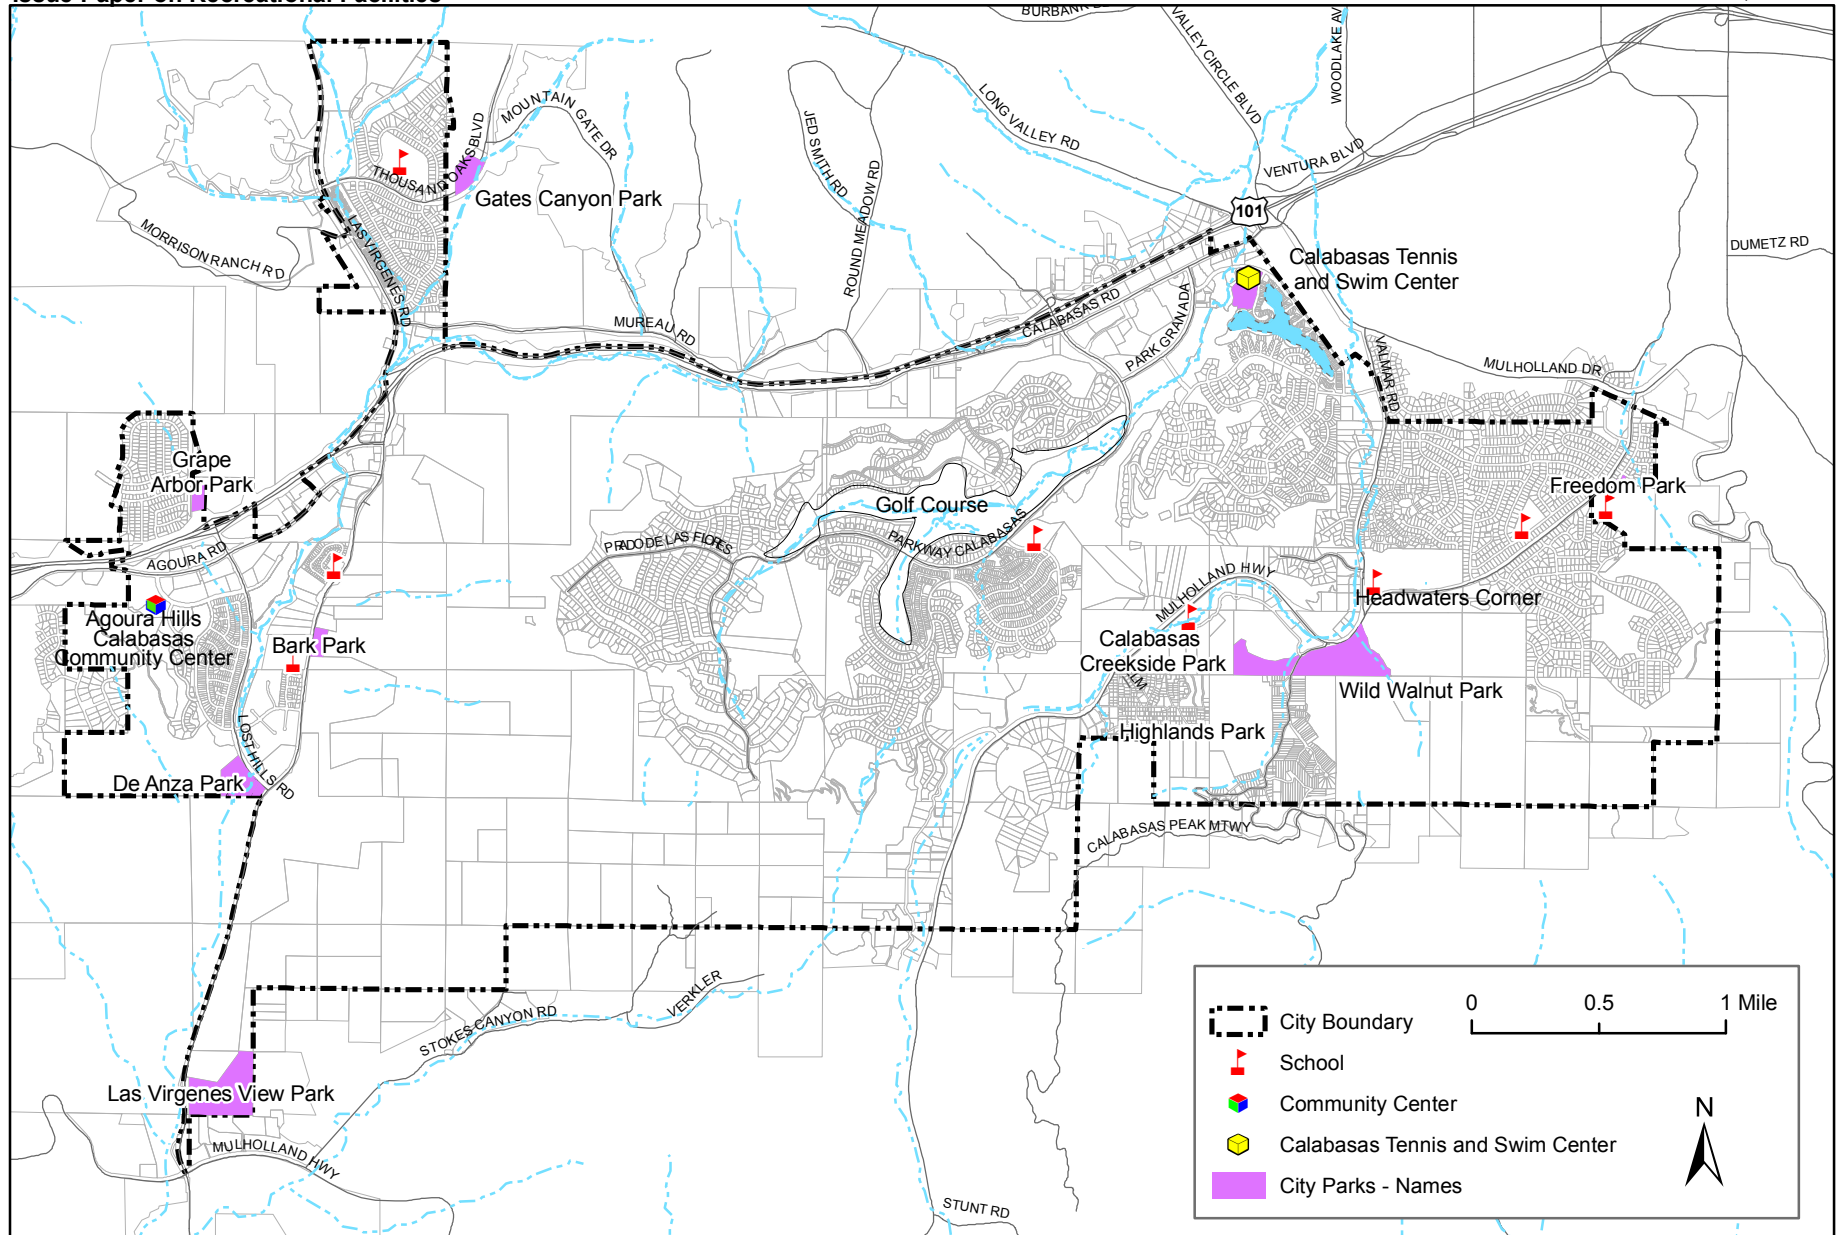 Issue Paper on Recreational Facilities
VALLEY CIRCLE BLVD
WOODLAKE AV
LONG VALLEY RD
MOUNTAIN GATE DR
THOUSAND OAKS BLVD
JED SMITH RD
ROUND MEADOW RD
VENTURA BLVD
101
Gates Canyon Park
MORRISON RANCH RD
LAS VIRGENES RD
DUMETZ RD
Calabasas Tennis
and Swim Center
MUREAU RD
CALABASAS RD
PARK GRANADA
VALMAR RD
MULHOLLAND DR
Grape
Arbor Park
Golf Course
Freedom Park
PRADO DE LAS FLORES
PARKWAY CALABASAS
AGOURA RD
MULHOLLAND HWY
Headwaters Corner
Agoura Hills
Calabasas
Community Center
Bark Park
Calabasas
Creekside Park
ELM
Wild Walnut Park
Highlands Park
LOST HILLS RD
De Anza Park
CALABASAS PEAK MTWY
VERKLER
STOKES CANYON RD
Las Virgenes View Park
MULHOLLAND HWY
STUNT RD
0 0.5 1 Mile
City Boundary
School
Community Center
Calabasas Tennis and Swim Center
City Parks - Names
N